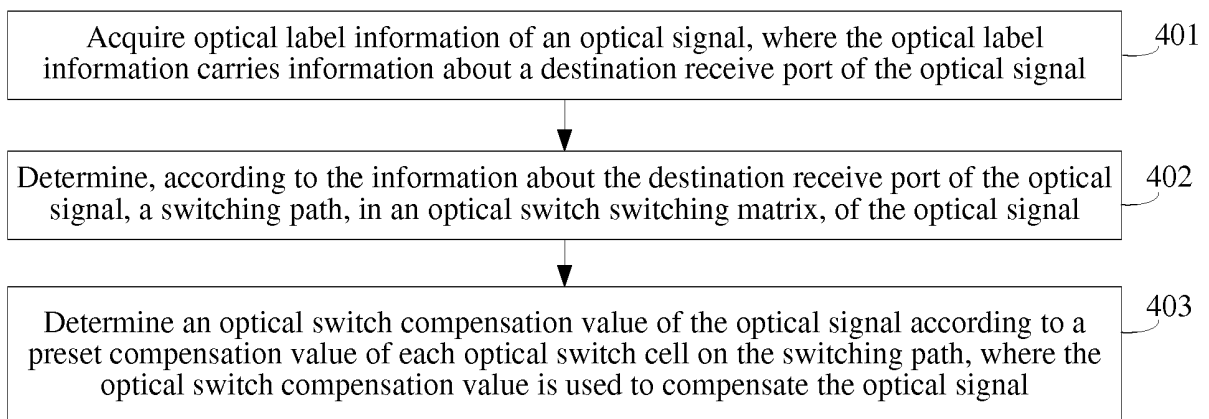 Acquire optical label information of an optical signal, where the optical label
information carries information about a destination receive port of the optical signal
401
Determine, according to the information about the destination receive port of the optical
signal, a switching path, in an optical switch switching matrix, of the optical signal
402
Determine an optical switch compensation value of the optical signal according to a
preset compensation value of each optical switch cell on the switching path, where the
optical switch compensation value is used to compensate the optical signal
403